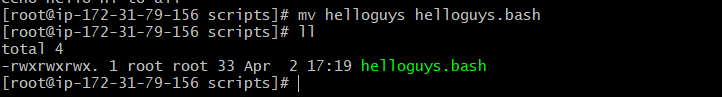 [root@ip-172-31-79-156 scripts]# mv helloguys helloguys.bash
[root@ip-172-31-79-156 scripts]# ll
total 4
-rwxrwxrwx. 1 root root 33 Apr  2 17:19 helloguys.bash
[root@ip-172-31-79-156 scripts]#